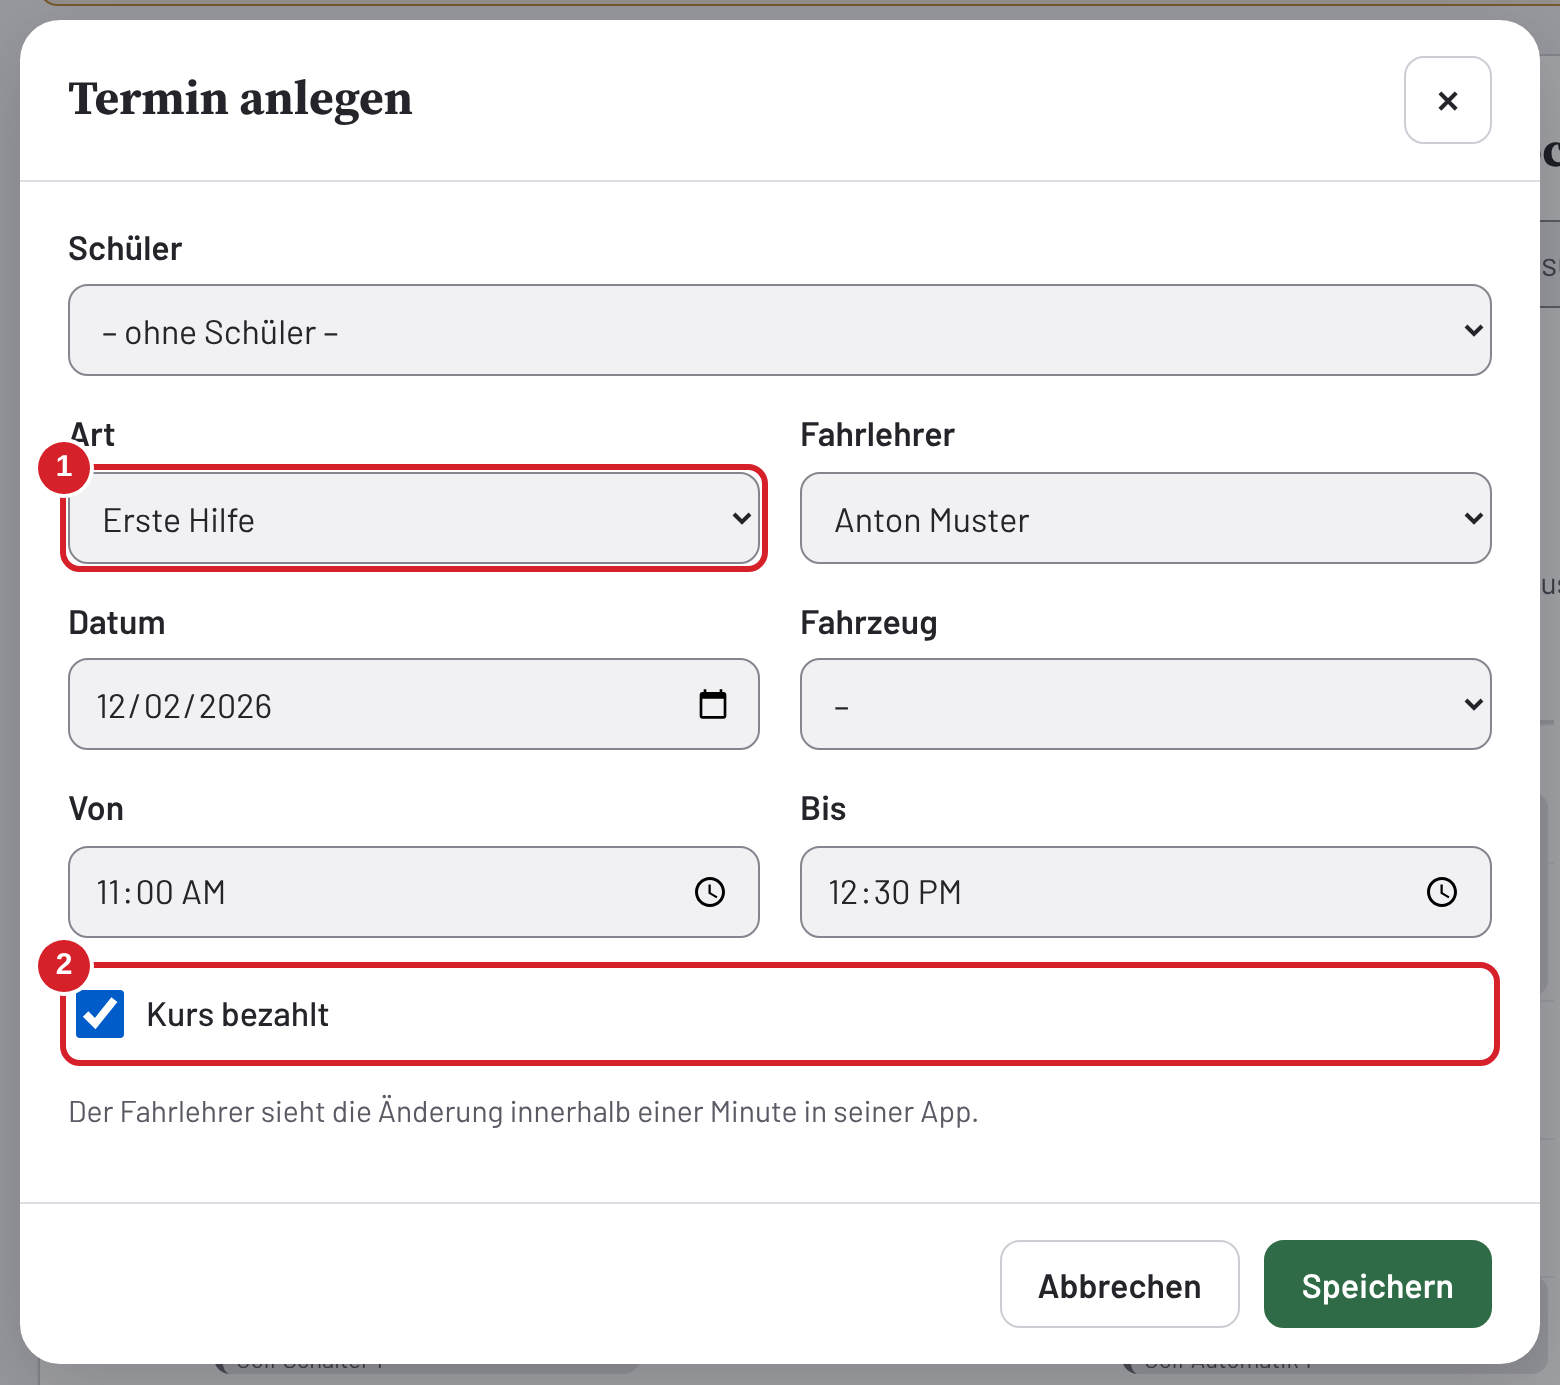 Termin anlegen
×
Schüler
– ohne Schüler –
Art
Fahrlehrer
1
Erste Hilfe
Anton Muster
Datum
Fahrzeug
12/02/2026
–
Von
Bis
11:00 AM
12:30 PM
2
Kurs bezahlt
Der Fahrlehrer sieht die Änderung innerhalb einer Minute in seiner App.
Abbrechen
Speichern